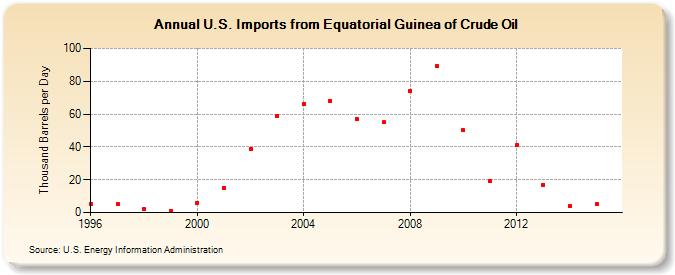 Annual U.S. Imports from Equatorial Guinea of Crude Oil
Thousand Barrels per Day
100
80
60
40
20
0
1996 2000 2004 2008 2012
Source: U.S. Energy Information Administration